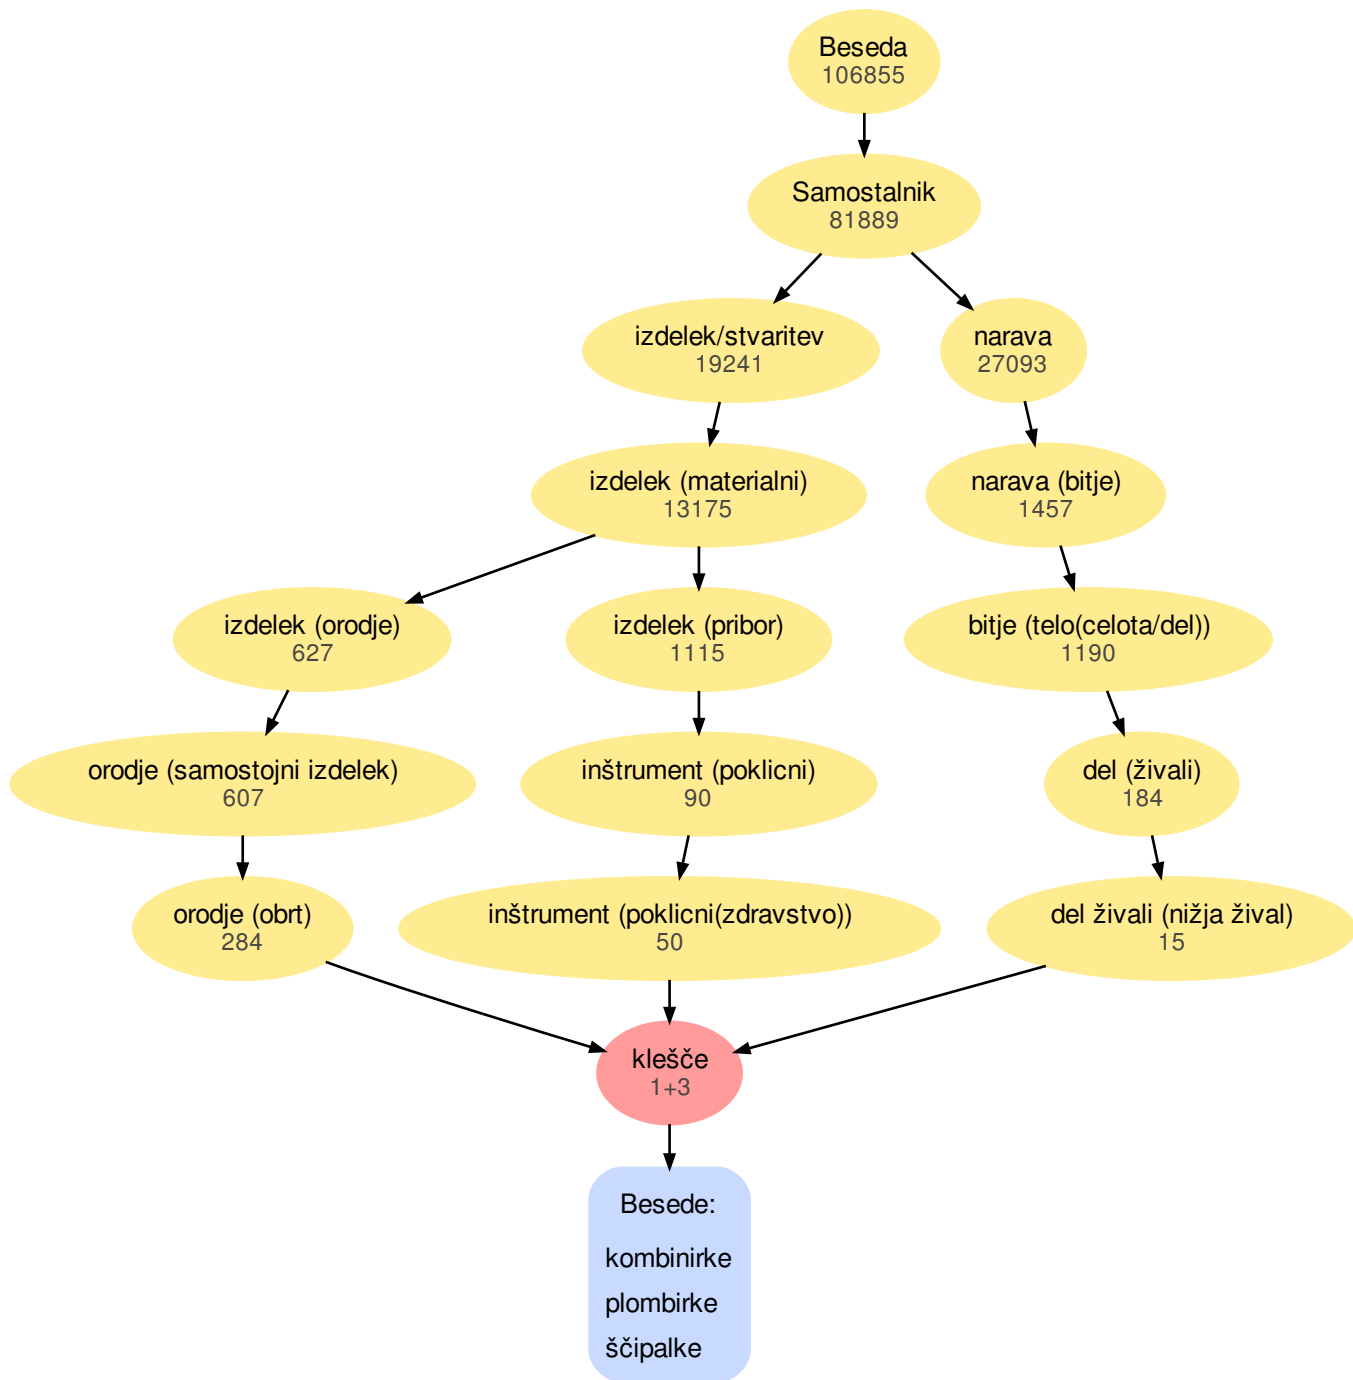 Beseda
106855
Samostalnik
81889
izdelek/stvaritev
19241
narava
27093
izdelek (materialni)
13175
narava (bitje)
1457
izdelek (orodje)
627
izdelek (pribor)
1115
bitje (telo(celota/del))
1190
orodje (samostojni izdelek)
607
inštrument (poklicni)
90
del (živali)
184
orodje (obrt)
284
inštrument (poklicni(zdravstvo))
50
del živali (nižja žival)
15
klešče
1+3
Besede:
kombinirke
plombirke
ščipalke